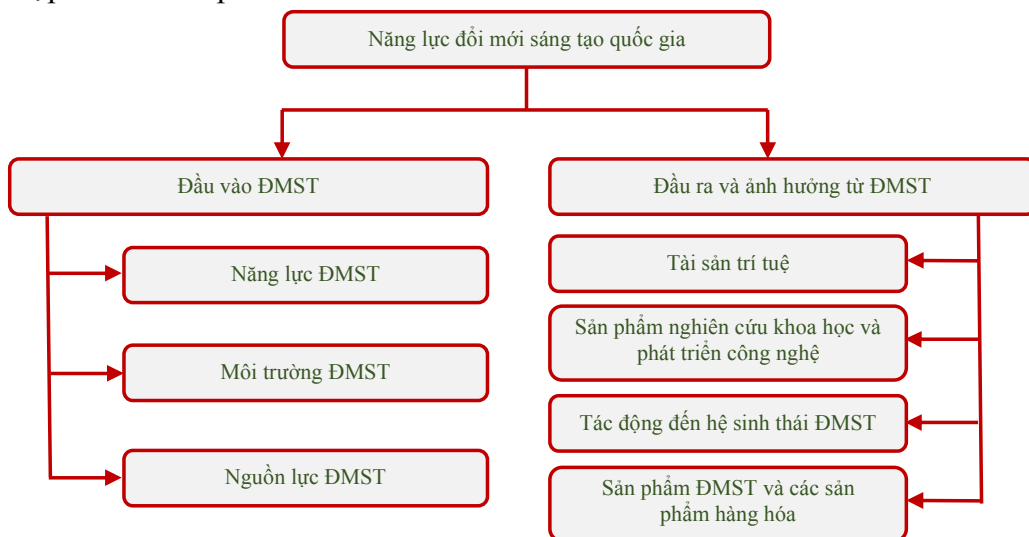 Năng lực đổi mới sáng tạo quốc gia
Đầu vào ĐMST
Năng lực ĐMST
Môi trường ĐMST
Nguồn lực ĐMST
Đầu ra và ảnh hưởng từ ĐMST
Tài sản trí tuệ
Sản phẩm nghiên cứu khoa học và
phát triển công nghệ
Tác động đến hệ sinh thái ĐMST
Sản phẩm ĐMST và các sản
phẩm hàng hóa